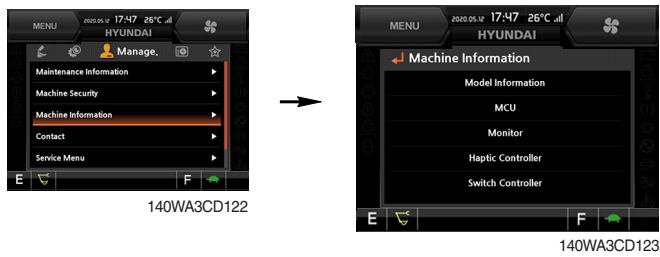 MENU
2020.05.12 17:47 26°C
HYUNDAI
Manage.
Maintenance Information
Machine Security
Machine Information
Contact
Service Menu
E
F
140WA3CD122
MENU
2020.05.12 17:47 26°C
HYUNDAI
Machine Information
Model Information
MCU
Monitor
Haptic Controller
Switch Controller
E
F
140WA3CD123